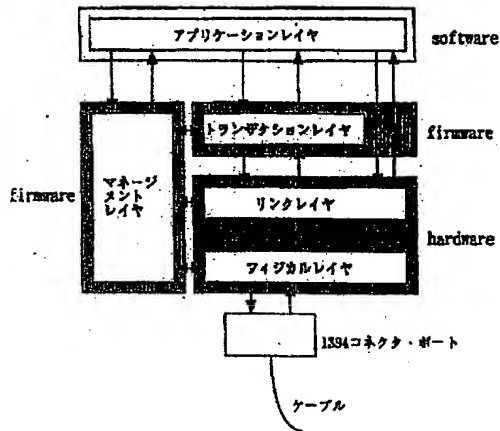 アプリケーションレイヤ
software
トランザクションレイヤ
firmware
firmware
マネージ
メント
レイヤ
リンクレイヤ
hardware
フィジカルレイヤ
1394コネクタ・ポート
ケーブル